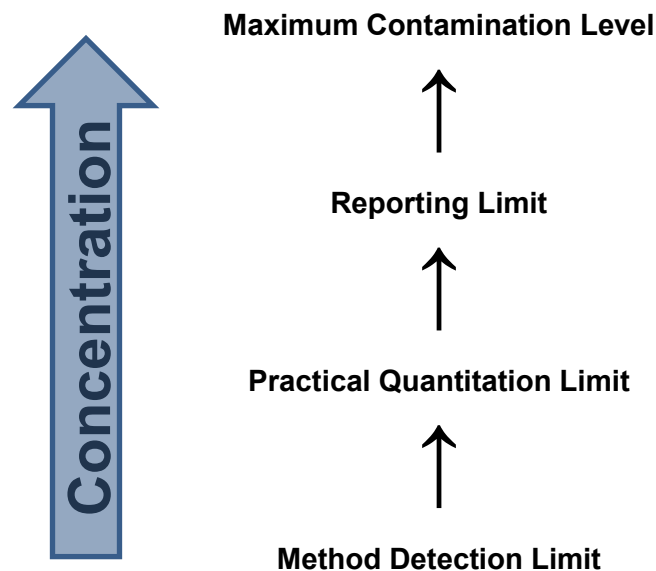 Maximum Contamination Level
Reporting Limit
Practical Quantitation Limit
Method Detection Limit
Concentration